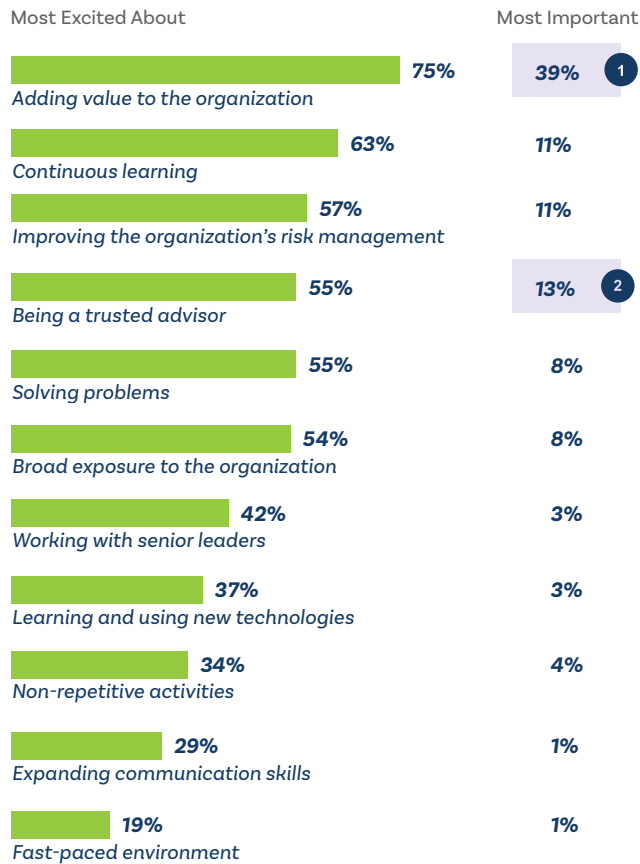 Most Excited About Most Important
75% 39% 1
Adding value to the organization
63% 11%
Continuous learning
57% 11%
Improving the organization’s risk management
55% 13% 2
Being a trusted advisor
55% 8%
Solving problems
54% 8%
Broad exposure to the organization
42% 3%
Working with senior leaders
37% 3%
Learning and using new technologies
34% 4%
Non-repetitive activities
29% 1%
Expanding communication skills
19% 1%
Fast-paced environment